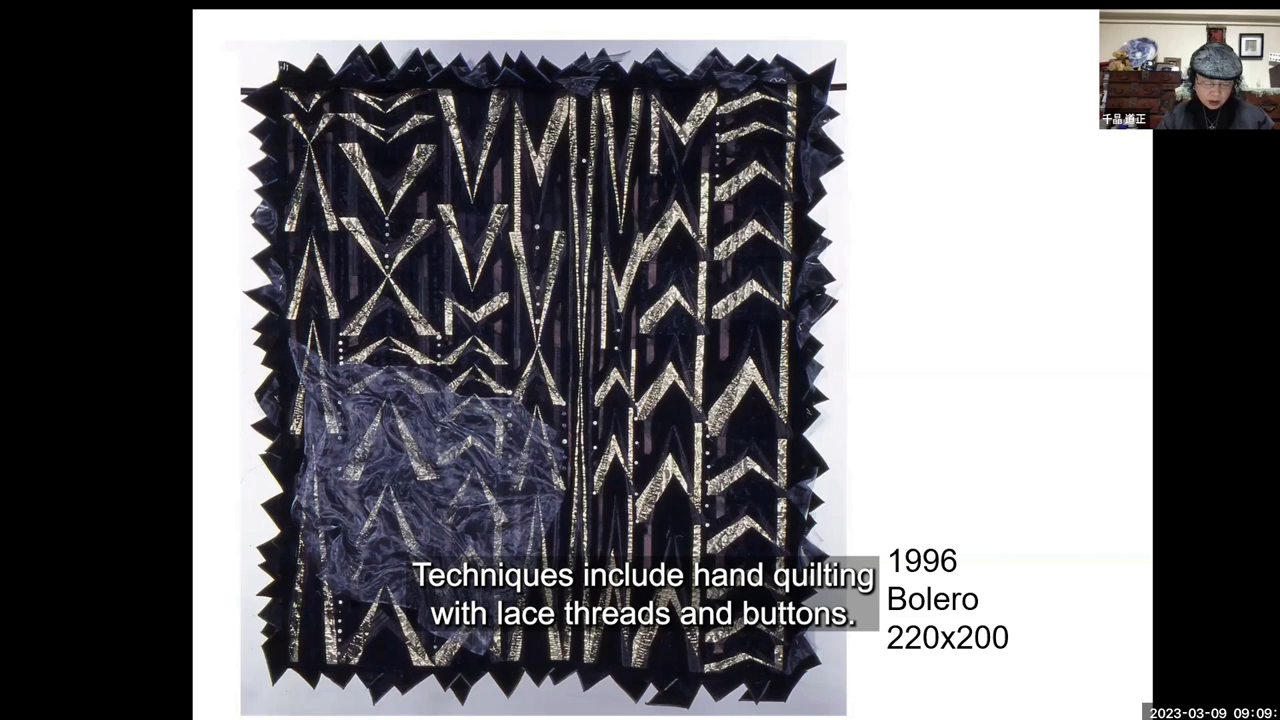 千品 道正
Techniques include hand quilting
with lace threads and buttons.
1996
Bolero
220x200
2023-03-09 09:09: